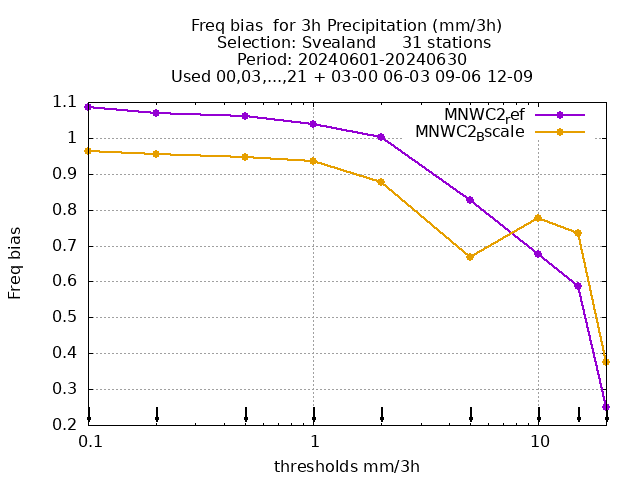 Freq bias  for 3h Precipitation (mm/3h)
Selection: Svealand     31 stations
Period: 20240601-20240630
Used 00,03,...,21 + 03-00 06-03 09-06 12-09
MNWC2ref
MNWC2Bscale
1.1
1
0.9
0.8
0.7
0.6
0.5
0.4
0.3
0.2
Freq bias
0.1 1 10
thresholds mm/3h